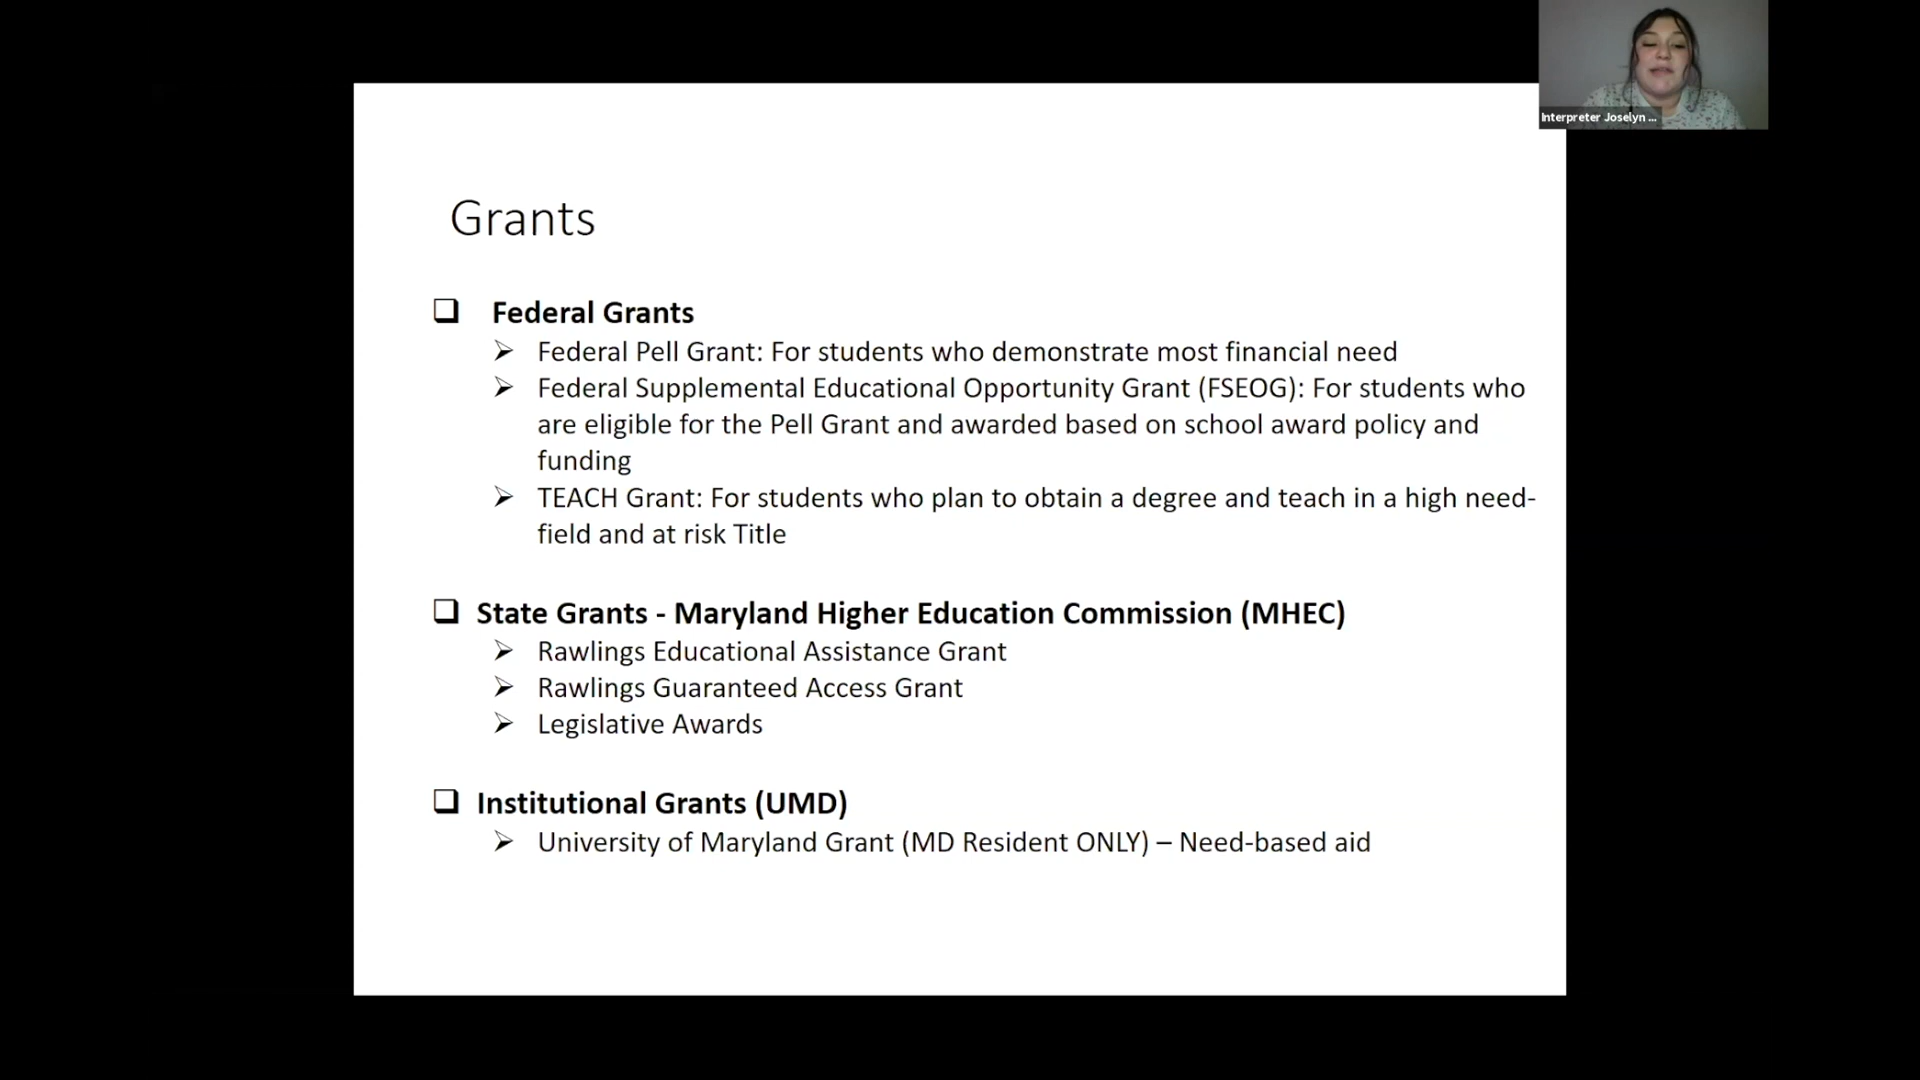 Interpreter Joselyn ...
Grants
Federal Grants
Federal Pell Grant: For students who demonstrate most financial need
Federal Supplemental Educational Opportunity Grant (FSEOG): For students who
are eligible for the Pell Grant and awarded based on school award policy and
funding
TEACH Grant: For students who plan to obtain a degree and teach in a high need-
field and at risk Title
State Grants - Maryland Higher Education Commission (MHEC)
Rawlings Educational Assistance Grant
Rawlings Guaranteed Access Grant
Legislative Awards
Institutional Grants (UMD)
University of Maryland Grant (MD Resident ONLY) – Need-based aid